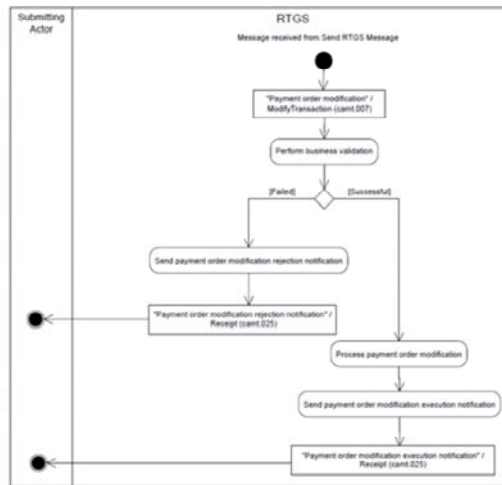 Submitting
Actor
RTGS
Message received from Send RTGS Message
"Payment order modification" /
ModifyTransaction (camt.007)
Perform business validation
[Failed]
[Successful]
Send payment order modification rejection notification
"Payment order modification rejection notification" /
Receipt (camt.025)
Process payment order modification
Send payment order modification execution notification
"Payment order modification execution notification" /
Receipt (camt.025)